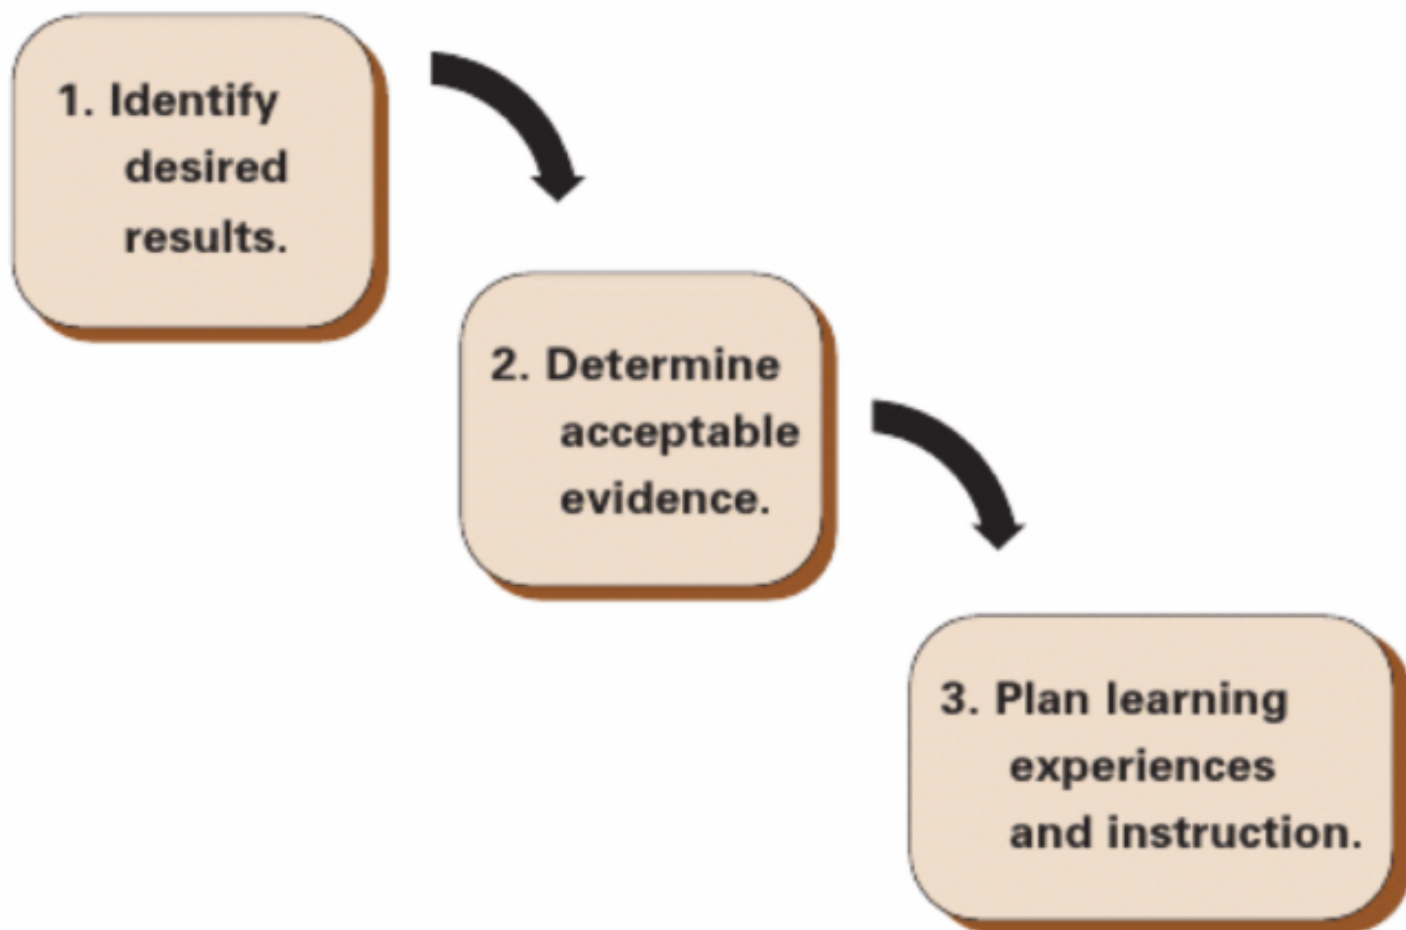 1. Identify
desired
results.
2. Determine
acceptable
evidence.
3. Plan learning
experiences
and instruction.